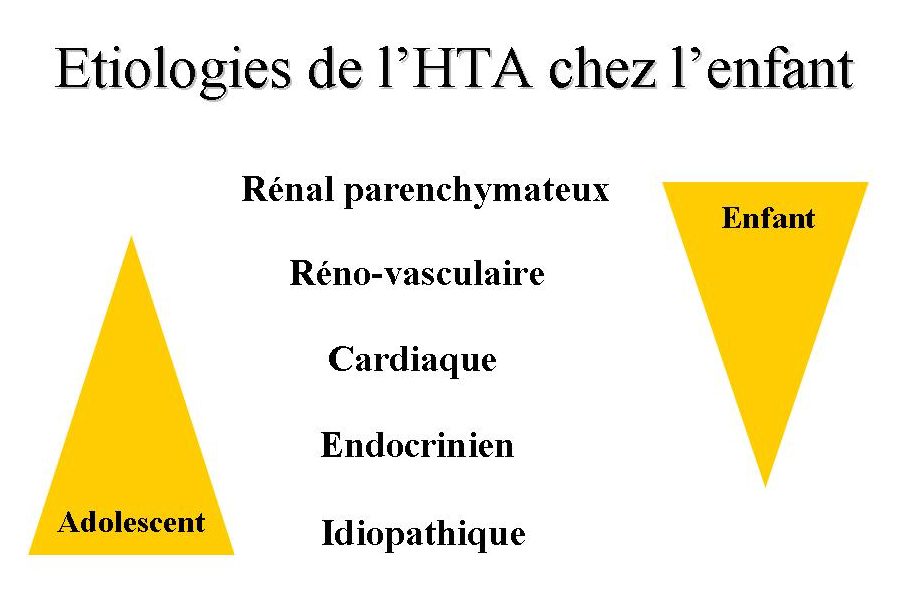 Etiologies de l’HTA chez l’enfant
Rénal parenchymateux
Enfant
Réno-vasculaire
Cardiaque
Endocrinien
Adolescent
Idiopathique